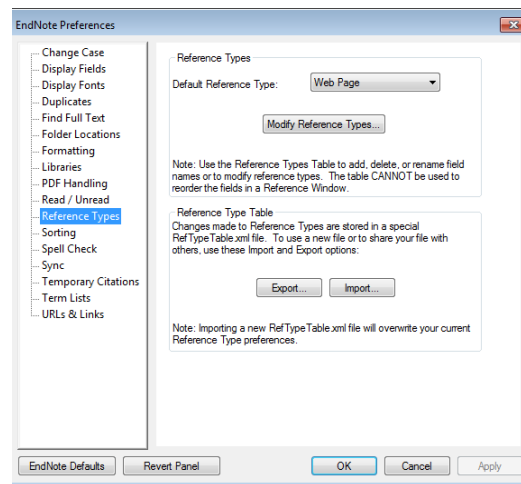 EndNote Preferences
Change Case
Display Fields
Display Fonts
Duplicates
Find Full Text
Folder Locations
Formatting
Libraries
PDF Handling
Read / Unread
Reference Types
Sorting
Spell Check
Sync
Temporary Citations
Term Lists
URLs & Links
Reference Types
Default Reference Type: Web Page
Modify Reference Types...
Note: Use the Reference Types Table to add, delete, or rename field
names or to modify reference types. The table CANNOT be used to
reorder the fields in a Reference Window.
Reference Type Table
Changes made to Reference Types are stored in a special
RefTypeTable.xml file. To use a new file or to share your file with
others, use these Import and Export options:
Export... Import...
Note: Importing a new RefTypeTable.xml file will overwrite your current
Reference Type preferences.
EndNote Defaults Revert Panel OK Cancel Apply